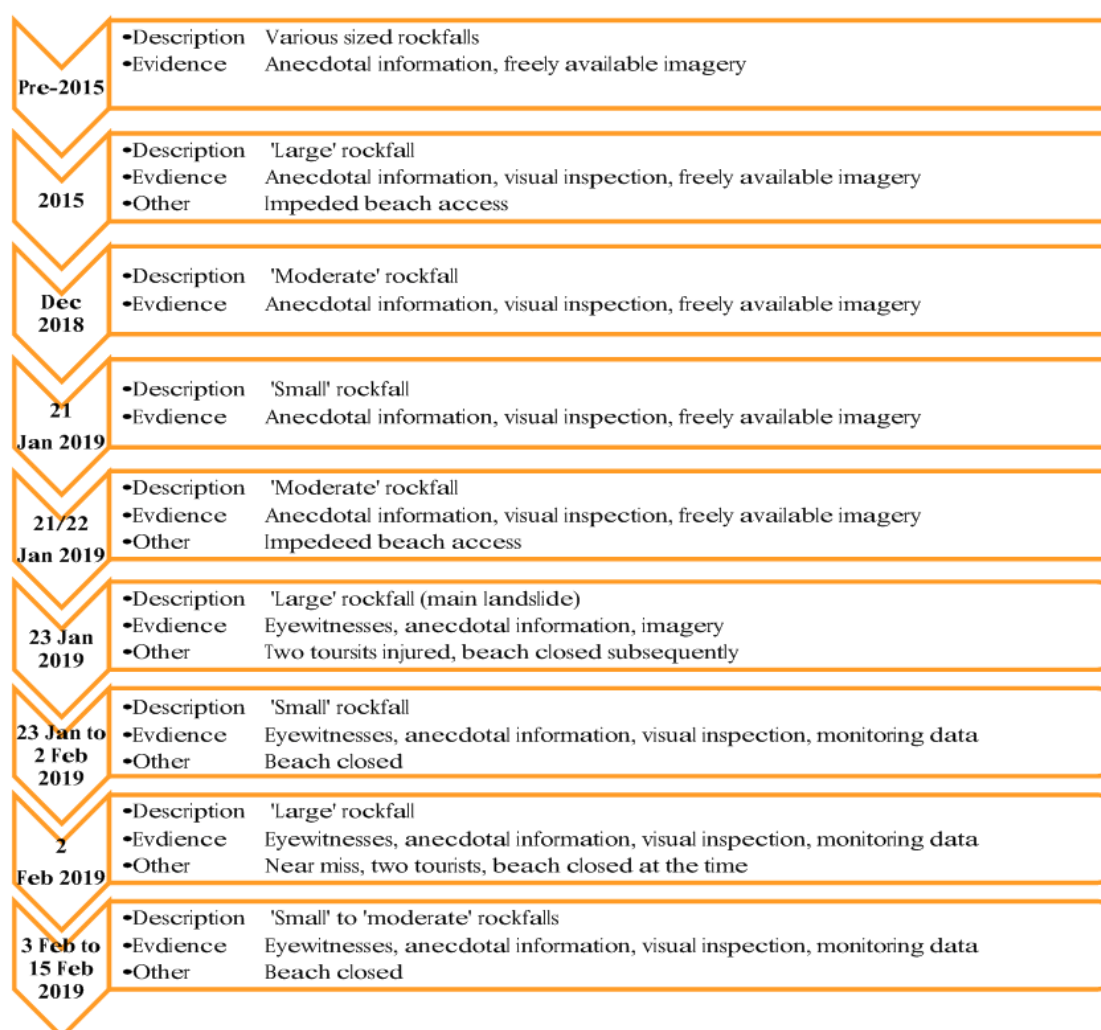 Pre-2015
•Description Various sized rockfalls
•Evidence Anecdotal information, freely available imagery
2015
•Description 'Large' rockfall
•Evdience Anecdotal information, visual inspection, freely available imagery
•Other Impeded beach access
Dec
2018
•Description 'Moderate' rockfall
•Evdience Anecdotal information, visual inspection, freely available imagery
21
Jan 2019
•Description 'Small' rockfall
•Evdience Anecdotal information, visual inspection, freely available imagery
21/22
Jan 2019
•Description 'Moderate' rockfall
•Evdience Anecdotal information, visual inspection, freely available imagery
•Other Impedeed beach access
23 Jan
2019
•Description 'Large' rockfall (main landslide)
•Evdience Eyewitnesses, anecdotal information, imagery
•Other Two toursits injured, beach closed subsequently
23 Jan to
2 Feb
2019
•Description 'Small' rockfall
•Evdience Eyewitnesses, anecdotal information, visual inspection, monitoring data
•Other Beach closed
2
Feb 2019
•Description 'Large' rockfall
•Evdience Eyewitnesses, anecdotal information, visual inspection, monitoring data
•Other Near miss, two tourists, beach closed at the time
3 Feb to
15 Feb
2019
•Description 'Small' to 'moderate' rockfalls
•Evdience Eyewitnesses, anecdotal information, visual inspection, monitoring data
•Other Beach closed